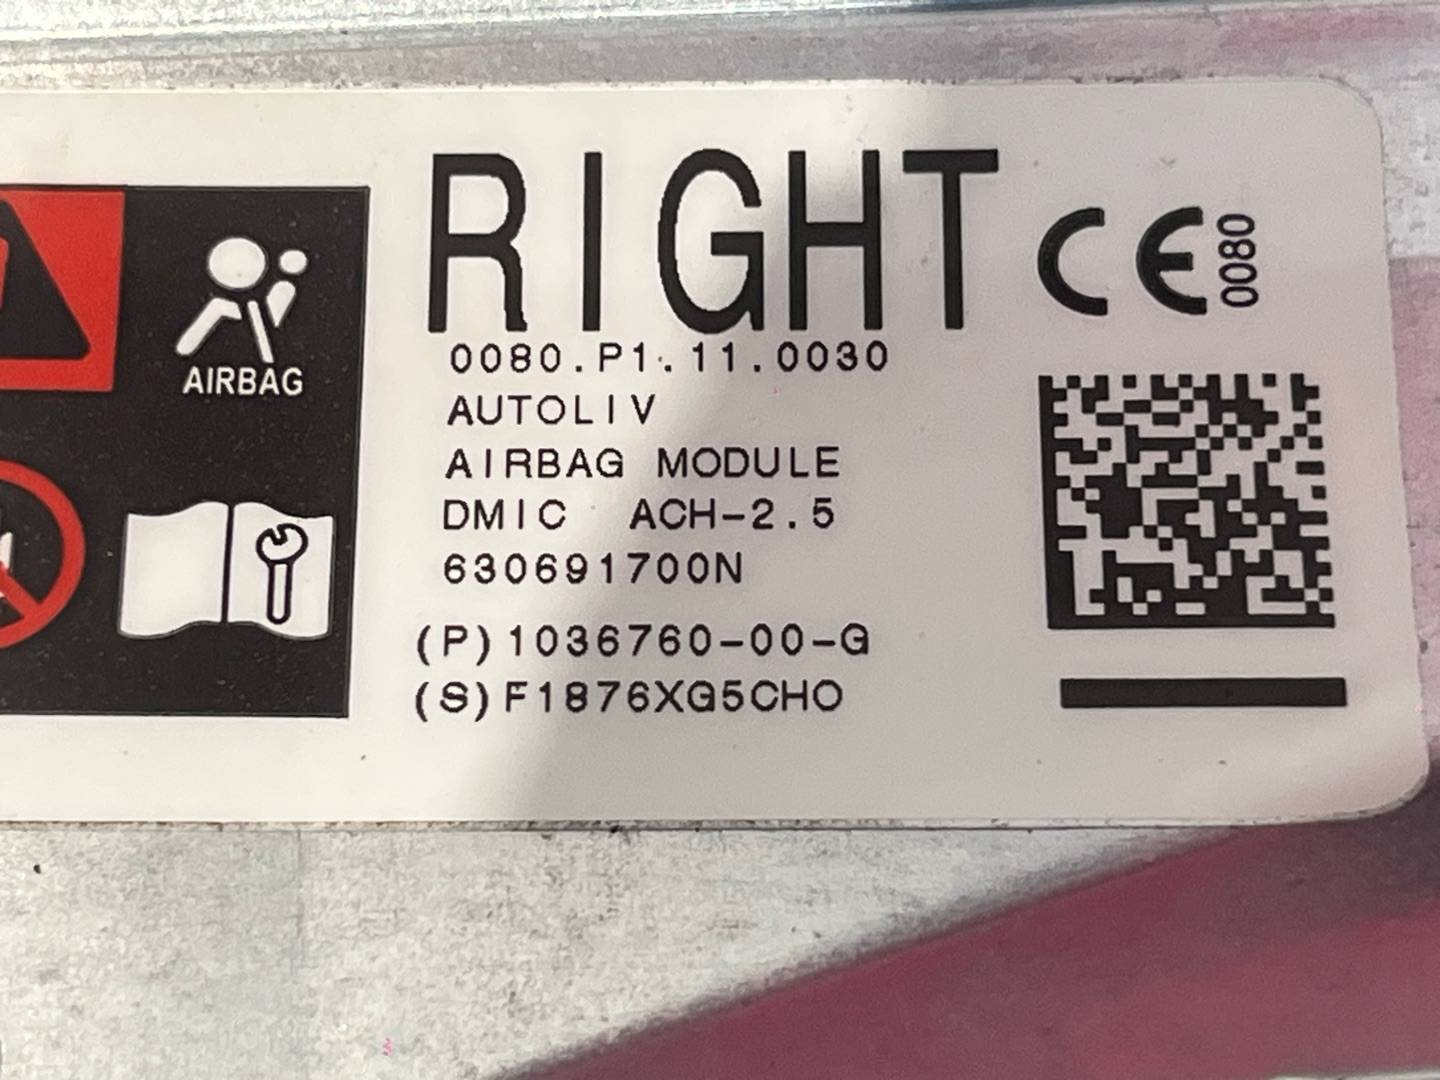 RIGHT
CE 0080
0080.P1.11.0030
AIRBAG
AUTOLIV
AIRBAG MODULE
DMIC ACH-2.5
630691700N
(P)1036760-00-G
(S)F1876XG5CHO